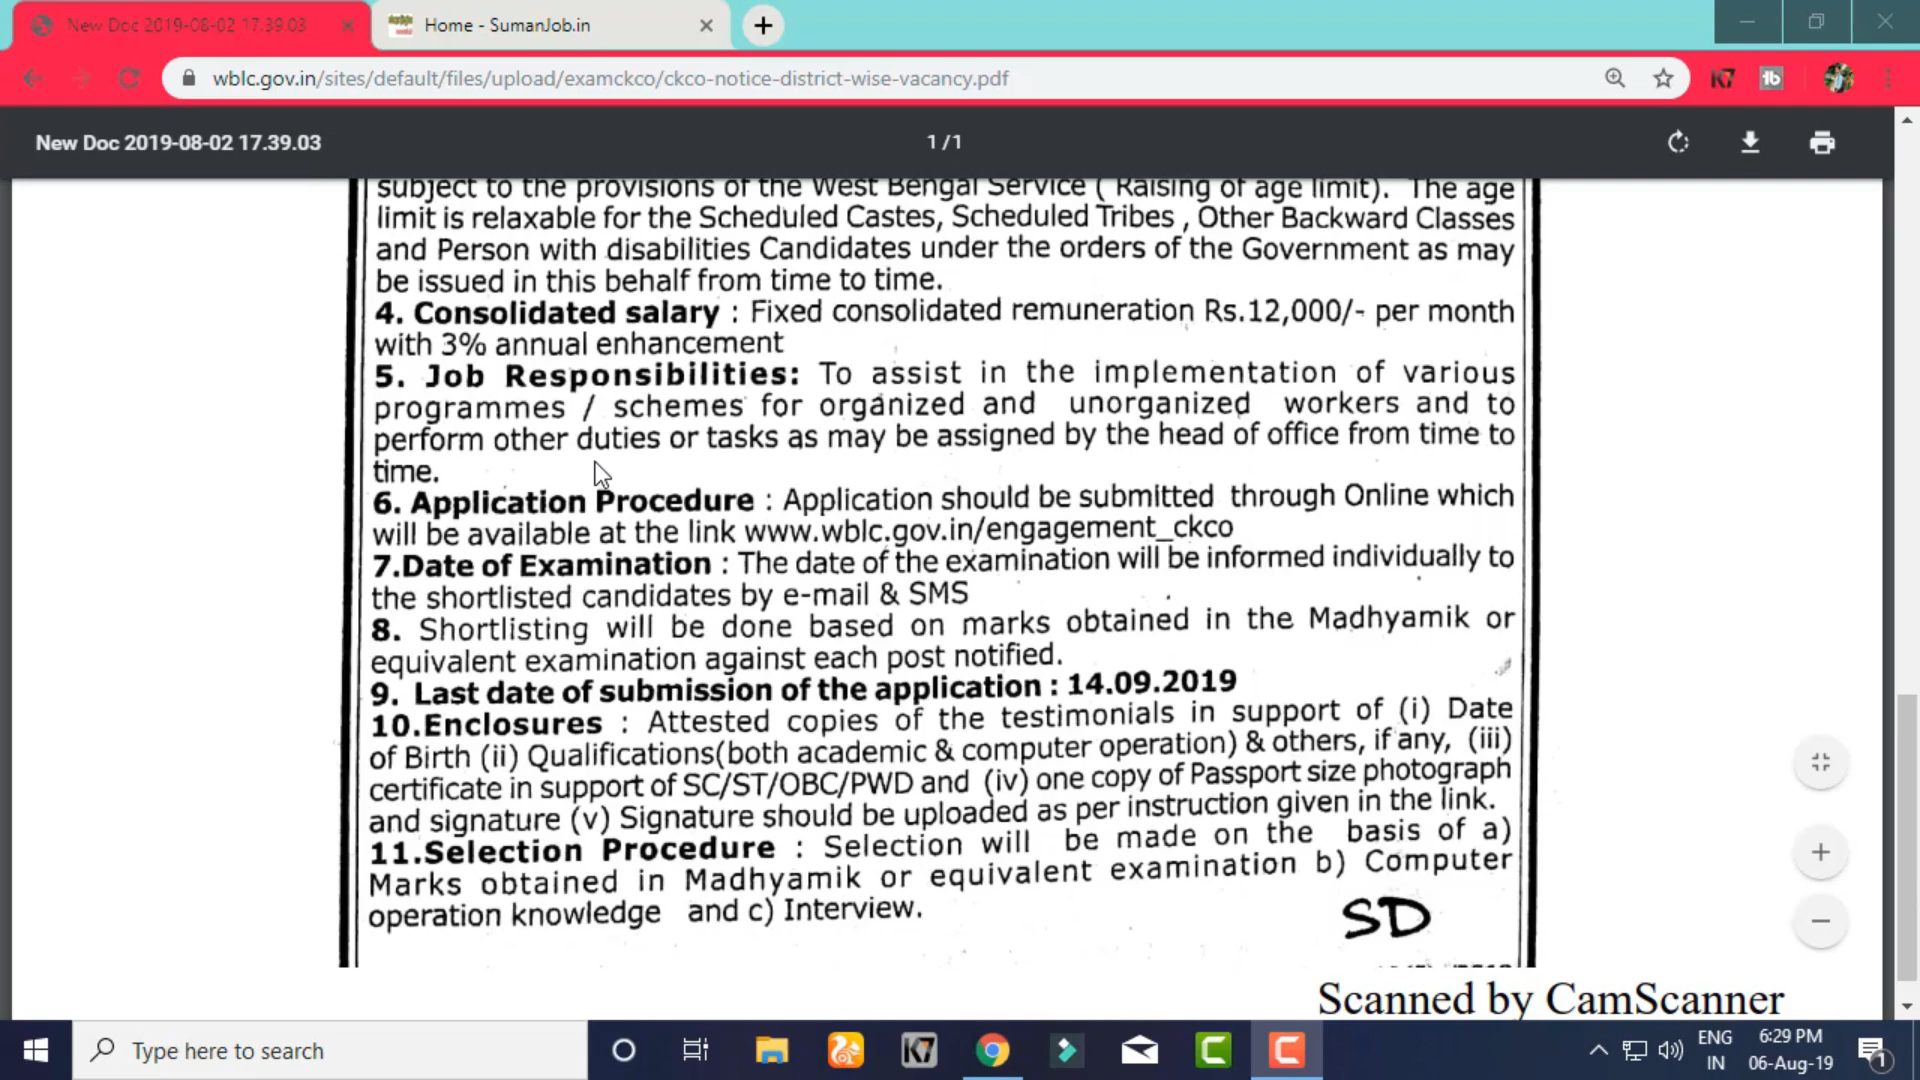 New Doc 2019-08-02 17.39.03
Home - SumanJob.in
wblc.gov.in/sites/default/files/upload/examckco/ckco-notice-district-wise-vacancy.pdf
New Doc 2019-08-02 17.39.03
1 / 1
subject to the provisions of the West Bengal Service ( Raising of age limit). The age
limit is relaxable for the Scheduled Castes, Scheduled Tribes , Other Backward Classes
and Person with disabilities Candidates under the orders of the Government as may
be issued in this behalf from time to time.
4. Consolidated salary : Fixed consolidated remuneration Rs.12,000/- per month
with 3% annual enhancement
5. Job Responsibilities: To assist in the implementation of various
programmes / schemes for organized and unorganized workers and to
perform other duties or tasks as may be assigned by the head of office from time to
time.
6. Application Procedure : Application should be submitted through Online which
will be available at the link www.wblc.gov.in/engagement_ckco
7.Date of Examination : The date of the examination will be informed individually to
the shortlisted candidates by e-mail & SMS
8. Shortlisting will be done based on marks obtained in the Madhyamik or
equivalent examination against each post notified.
9. Last date of submission of the application : 14.09.2019
10.Enclosures : Attested copies of the testimonials in support of (i) Date
of Birth (ii) Qualifications(both academic & computer operation) & others, if any, (iii)
certificate in support of SC/ST/OBC/PWD and (iv) one copy of Passport size photograph
and signature (v) Signature should be uploaded as per instruction given in the link.
11.Selection Procedure : Selection will be made on the basis of a)
Marks obtained in Madhyamik or equivalent examination b) Computer
operation knowledge and c) Interview.
SD
Scanned by CamScanner
Type here to search
K7
ENG
IN
6:29 PM
06-Aug-19
1